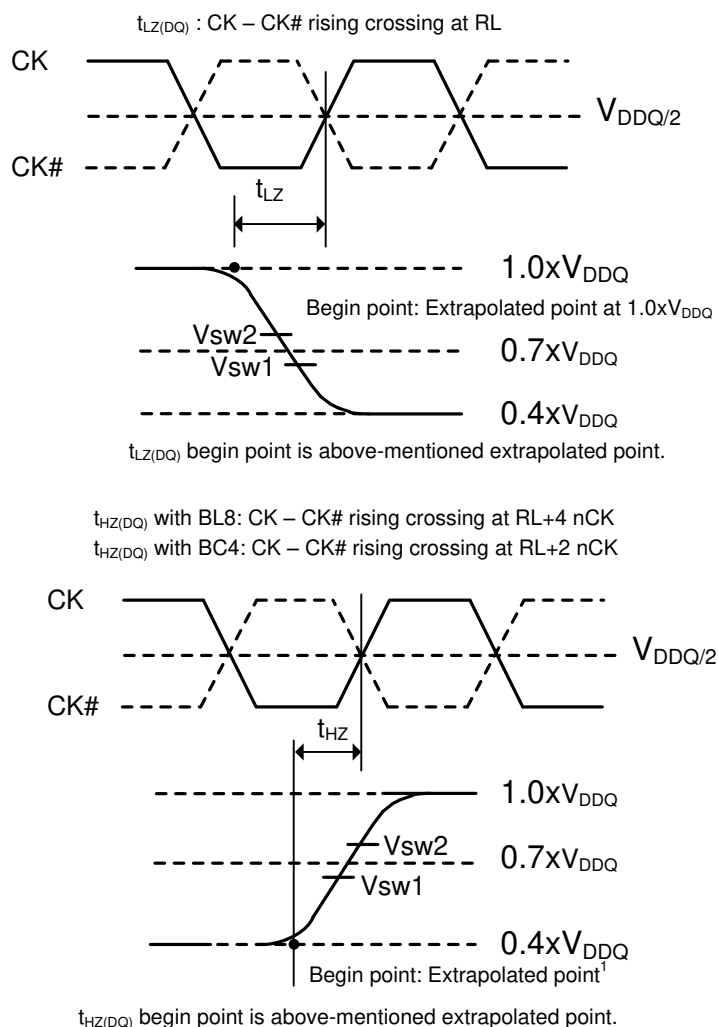 tLZ(DQ) : CK – CK# rising crossing at RL
CK
VDDQ/2
CK#
tLZ
1.0xVDDQ
Begin point: Extrapolated point at 1.0xVDDQ
Vsw2
0.7xVDDQ
Vsw1
0.4xVDDQ
tLZ(DQ) begin point is above-mentioned extrapolated point.
tHZ(DQ) with BL8: CK – CK# rising crossing at RL+4 nCK
tHZ(DQ) with BC4: CK – CK# rising crossing at RL+2 nCK
CK
VDDQ/2
CK#
tHZ
1.0xVDDQ
Vsw2
0.7xVDDQ
Vsw1
0.4xVDDQ
Begin point: Extrapolated point1
tHZ(DQ) begin point is above-mentioned extrapolated point.